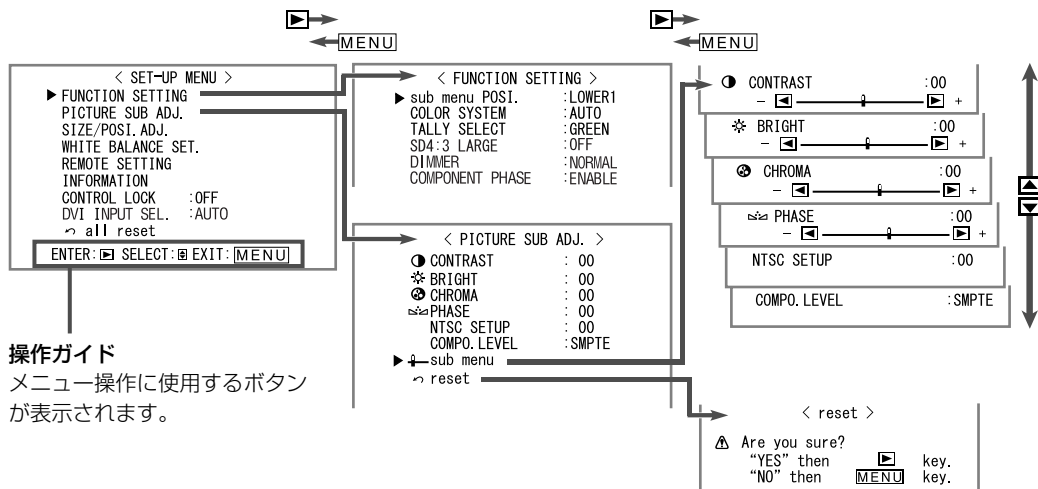 MENU
MENU
< SET-UP MENU >
FUNCTION SETTING
PICTURE SUB ADJ.
SIZE/POSI. ADJ.
WHITE BALANCE SET.
REMOTE SETTING
INFORMATION
CONTROL LOCK :OFF
DVI INPUT SEL. :AUTO
all reset
ENTER: SELECT: EXIT: MENU
操作ガイド
メニュー操作に使用するボタン
が表示されます。
< FUNCTION SETTING >
sub menu POSI. :LOWER1
COLOR SYSTEM :AUTO
TALLY SELECT :GREEN
SD4:3 LARGE :OFF
DIMMER :NORMAL
COMPONENT PHASE :ENABLE
< PICTURE SUB ADJ. >
CONTRAST : 00
BRIGHT : 00
CHROMA : 00
PHASE : 00
NTSC SETUP : 00
COMPO. LEVEL :SMPTE
sub menu
reset
CONTRAST :00
− +
BRIGHT :00
− +
CHROMA :00
− +
PHASE :00
− +
NTSC SETUP :00
COMPO. LEVEL :SMPTE
< reset >
Are you sure?
“YES” then key.
“NO” then MENU key.